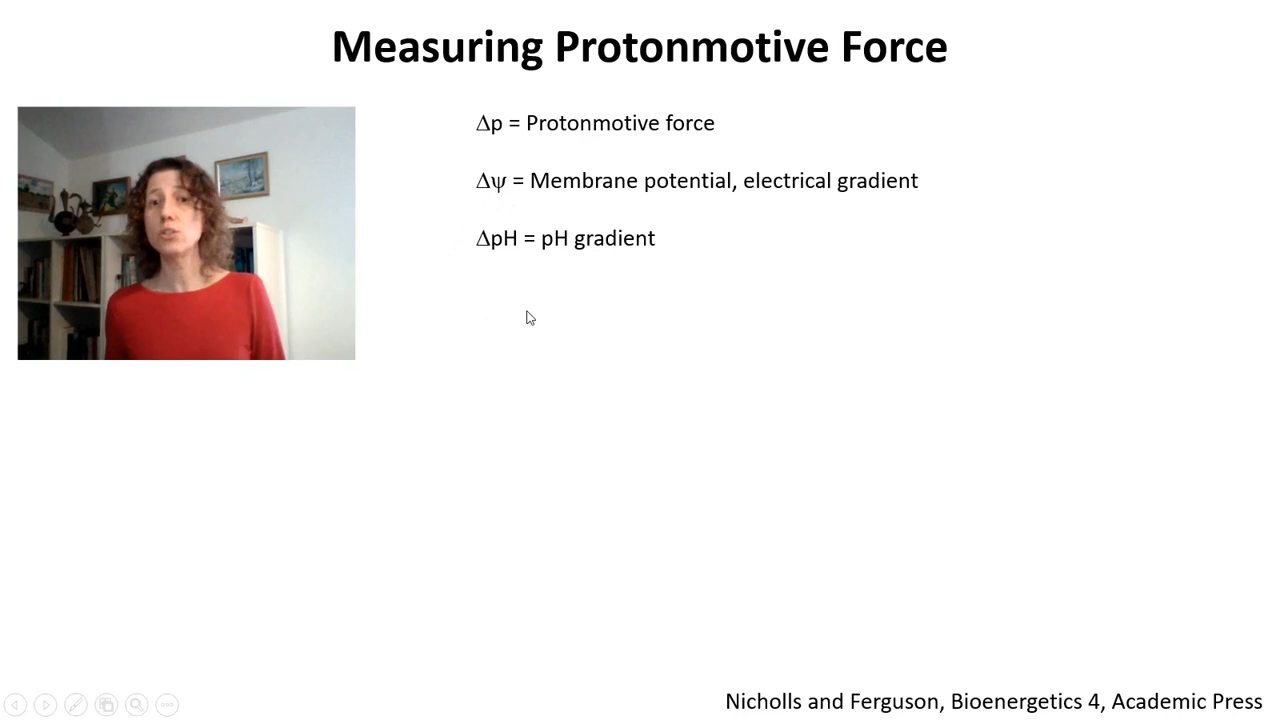 Measuring Protonmotive Force
Δp = Protonmotive force
Δψ = Membrane potential, electrical gradient
ΔpH = pH gradient
Nicholls and Ferguson, Bioenergetics 4, Academic Press